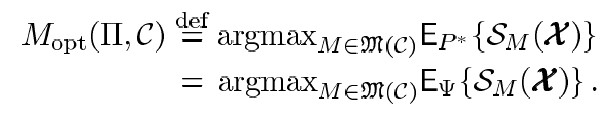 M_opt(Π, 𝒞) ≝ argmax_{M∈𝔐(𝒞)} 𝖤_{P*} {𝒮_M(𝓧)}
= argmax_{M∈𝔐(𝒞)} 𝖤_Ψ {𝒮_M(𝓧)} .